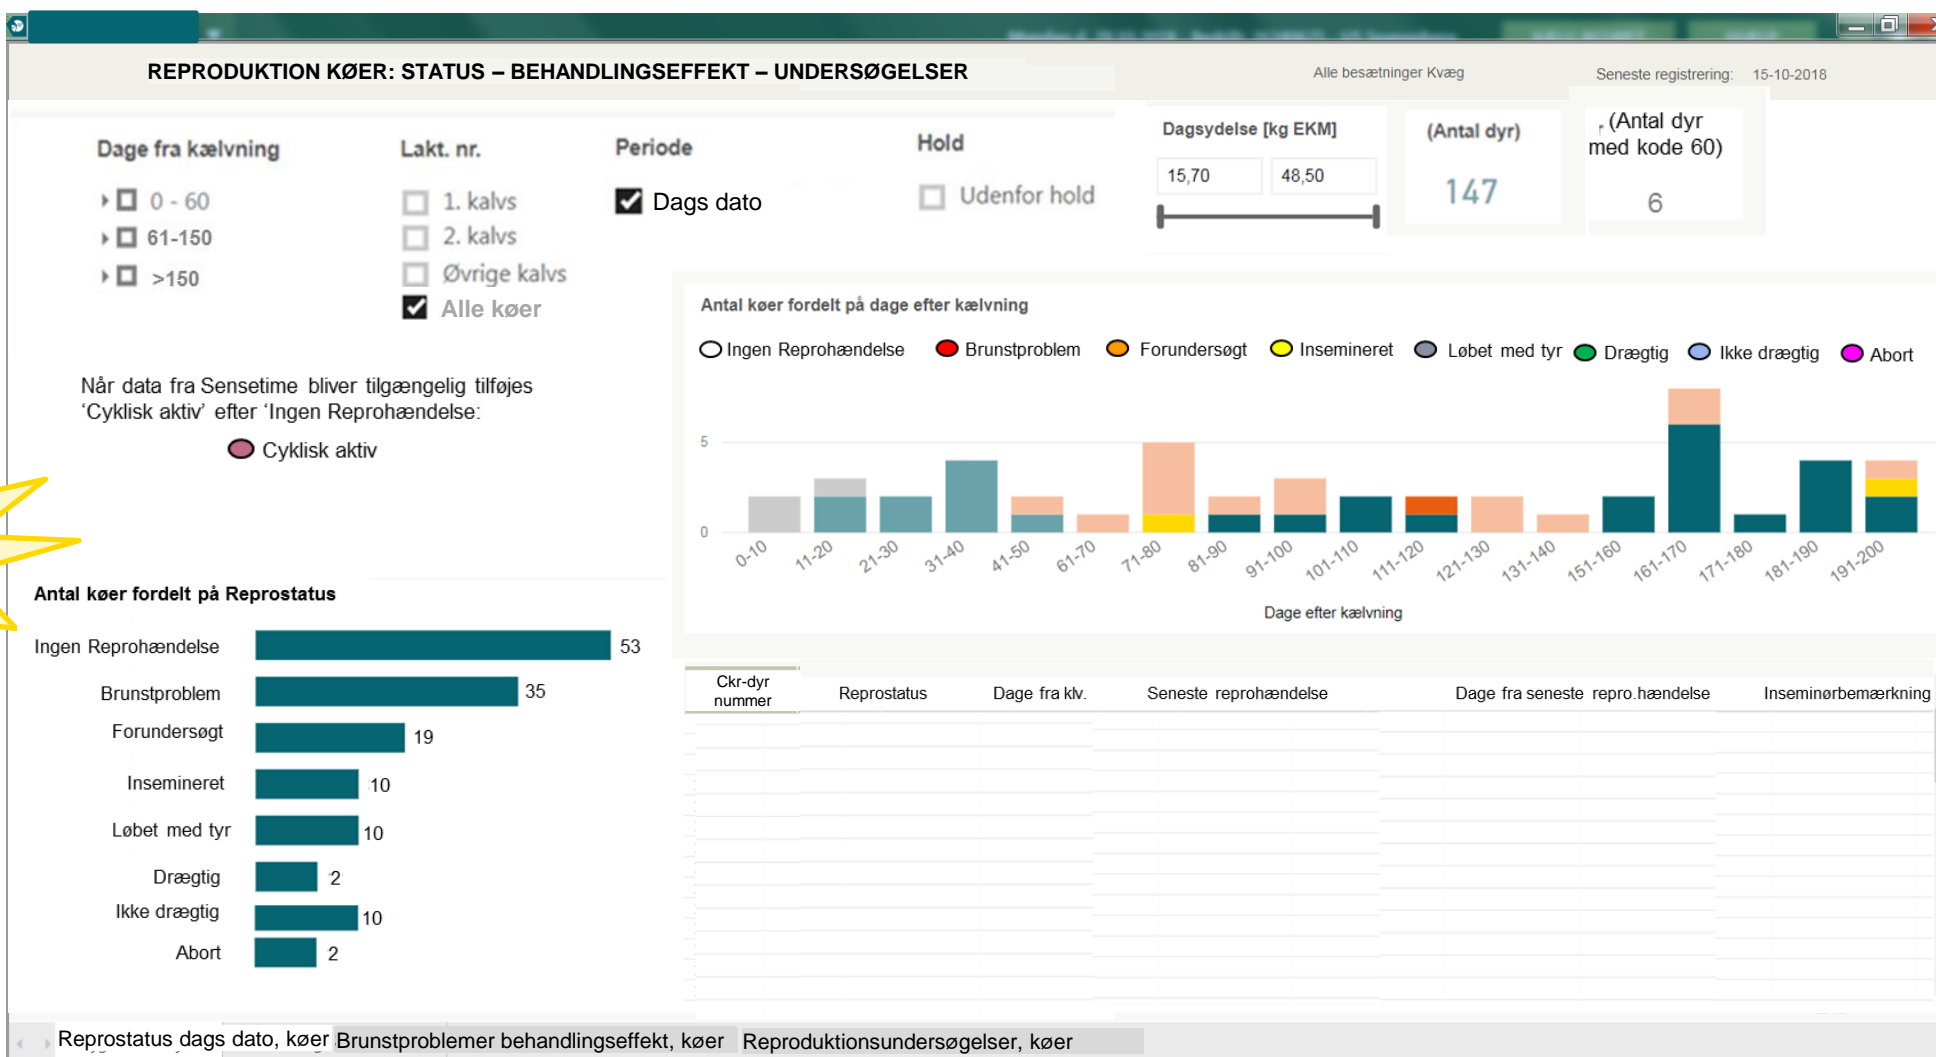 REPRODUKTION KØER: STATUS – BEHANDLINGSEFFEKT – UNDERSØGELSER
Alle besætninger Kvæg
Seneste registrering: 15-10-2018
Dage fra kælvning
0 - 60
61-150
>150
Lakt. nr.
1. kalvs
2. kalvs
Øvrige kalvs
Alle køer
Periode
Dags dato
Hold
Udenfor hold
Dagsydelse [kg EKM]
15,70 48,50
(Antal dyr)
147
(Antal dyr
med kode 60)
6
Når data fra Sensetime bliver tilgængelig tilføjes
‘Cyklisk aktiv’ efter ‘Ingen Reprohændelse:
Cyklisk aktiv
Antal køer fordelt på dage efter kælvning
Ingen Reprohændelse Brunstproblem Forundersøgt Insemineret Løbet med tyr Drægtig Ikke drægtig Abort
5
0
0-10 11-20 21-30 31-40 41-50 61-70 71-80 81-90 91-100 101-110 111-120 121-130 131-140 151-160 161-170 171-180 181-190 191-200
Dage efter kælvning
Antal køer fordelt på Reprostatus
Ingen Reprohændelse 53
Brunstproblem 35
Forundersøgt 19
Insemineret 10
Løbet med tyr 10
Drægtig 2
Ikke drægtig 10
Abort 2
Ckr-dyr
nummer
Reprostatus Dage fra klv. Seneste reprohændelse Dage fra seneste repro.hændelse Inseminørbemærkning
Reprostatus dags dato, køer Brunstproblemer behandlingseffekt, køer Reproduktionsundersøgelser, køer